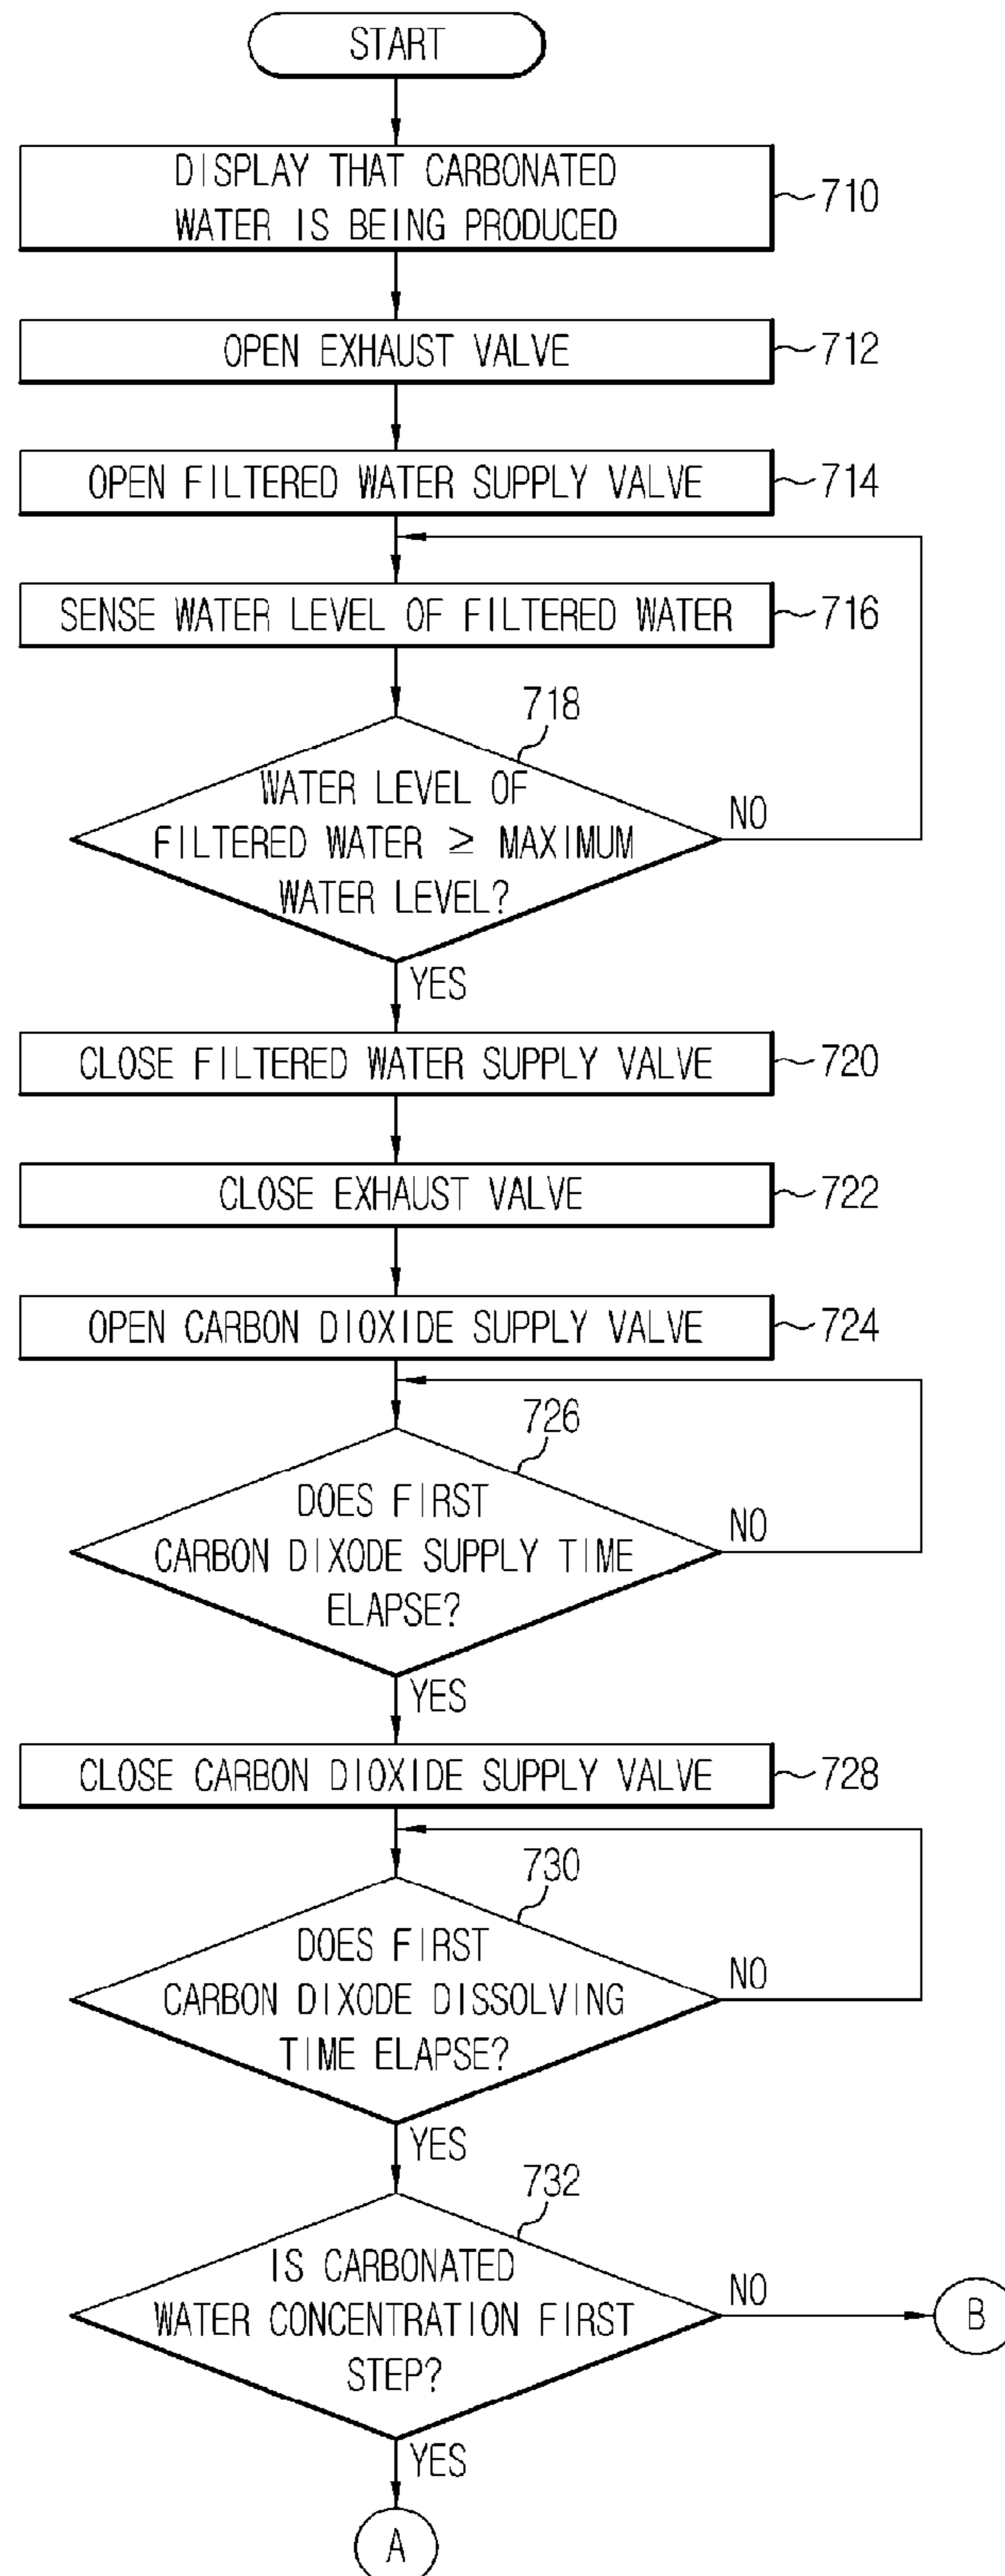 START
DISPLAY THAT CARBONATED
WATER IS BEING PRODUCED
710
OPEN EXHAUST VALVE
712
OPEN FILTERED WATER SUPPLY VALVE
714
SENSE WATER LEVEL OF FILTERED WATER
716
718
WATER LEVEL OF
FILTERED WATER ≥ MAXIMUM
WATER LEVEL?
NO
YES
CLOSE FILTERED WATER SUPPLY VALVE
720
CLOSE EXHAUST VALVE
722
OPEN CARBON DIOXIDE SUPPLY VALVE
724
726
DOES FIRST
CARBON DIXODE SUPPLY TIME
ELAPSE?
NO
YES
CLOSE CARBON DIOXIDE SUPPLY VALVE
728
730
DOES FIRST
CARBON DIXODE DISSOLVING
TIME ELAPSE?
NO
YES
732
IS CARBONATED
WATER CONCENTRATION FIRST
STEP?
NO
B
YES
A